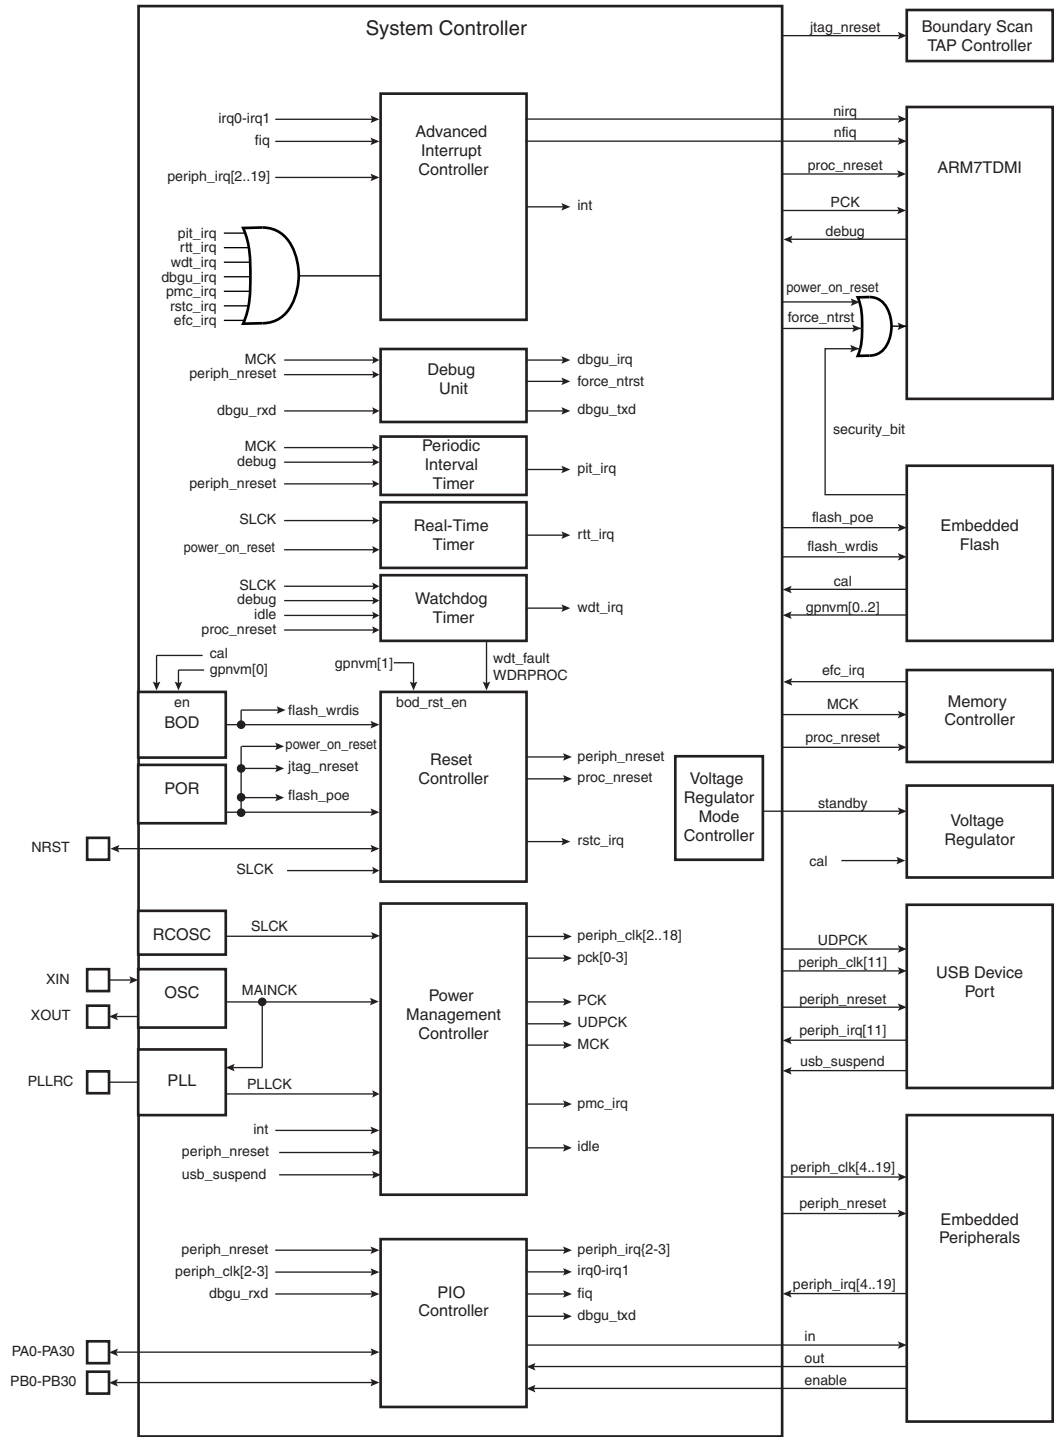 System Controller
jtag_nreset
Boundary Scan
TAP Controller
irq0-irq1
fiq
periph_irq[2..19]
Advanced
Interrupt
Controller
int
nirq
nfiq
proc_nreset
PCK
debug
ARM7TDMI
pit_irq
rtt_irq
wdt_irq
dbgu_irq
pmc_irq
rstc_irq
efc_irq
power_on_reset
force_ntrst
security_bit
MCK
periph_nreset
dbgu_rxd
Debug
Unit
dbgu_irq
force_ntrst
dbgu_txd
MCK
debug
periph_nreset
Periodic
Interval
Timer
pit_irq
SLCK
power_on_reset
Real-Time
Timer
rtt_irq
flash_poe
flash_wrdis
cal
gpnvm[0..2]
Embedded
Flash
SLCK
debug
idle
proc_nreset
Watchdog
Timer
wdt_irq
cal
gpnvm[0]
gpnvm[1]
wdt_fault
WDRPROC
en
BOD
bod_rst_en
flash_wrdis
power_on_reset
jtag_nreset
flash_poe
POR
Reset
Controller
periph_nreset
proc_nreset
rstc_irq
efc_irq
MCK
proc_nreset
Memory
Controller
Voltage
Regulator
Mode
Controller
standby
cal
Voltage
Regulator
NRST
SLCK
RCOSC
SLCK
XIN
OSC
MAINCK
XOUT
PLLRC
PLL
PLLCK
int
periph_nreset
usb_suspend
Power
Management
Controller
periph_clk[2..18]
pck[0-3]
PCK
UDPCK
MCK
pmc_irq
idle
UDPCK
periph_clk[11]
periph_nreset
periph_irq[11]
usb_suspend
USB Device
Port
periph_clk[4..19]
periph_nreset
periph_irq[4..19]
Embedded
Peripherals
periph_nreset
periph_clk[2-3]
dbgu_rxd
PIO
Controller
periph_irq{2-3]
irq0-irq1
fiq
dbgu_txd
in
out
enable
PA0-PA30
PB0-PB30